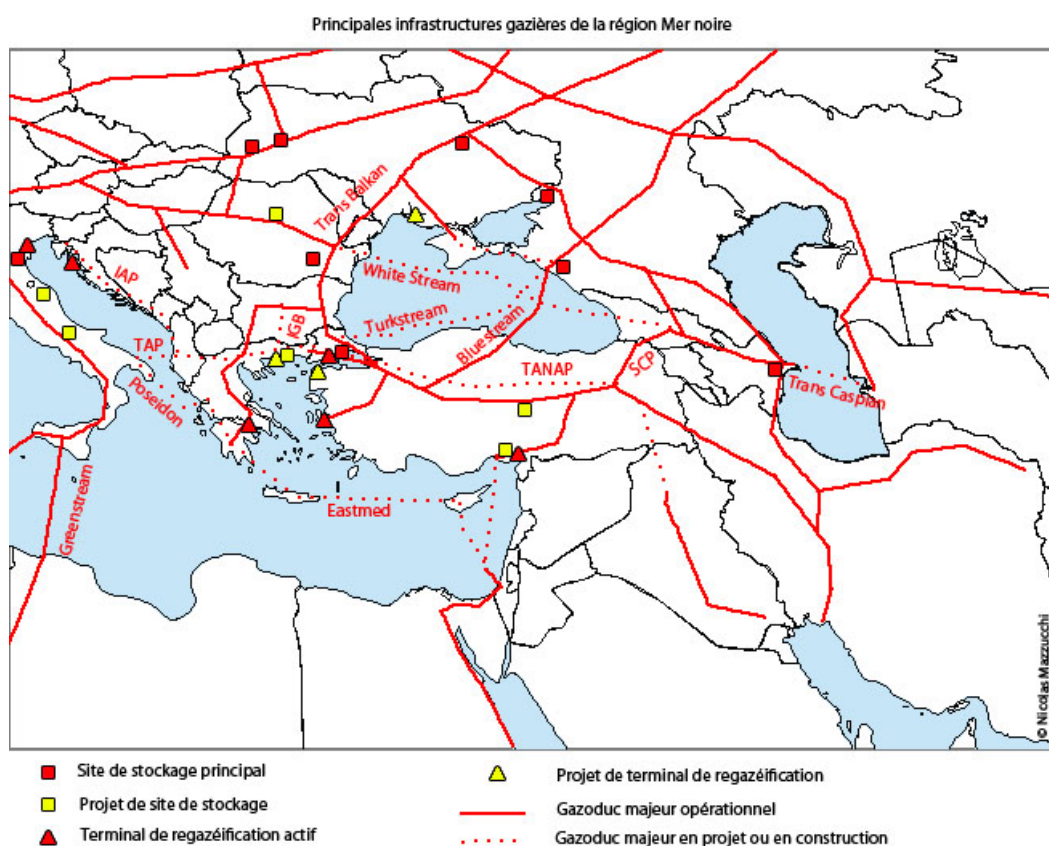 Principales infrastructures gazières de la région Mer noire
Trans Balkan
White Stream
IAP
Turkstream
IGB
Bluestream
TAP
TANAP
SCP
Trans Caspian
Poseidon
Greenstream
Eastmed
© Nicolas Mazzucchi
Site de stockage principal
Projet de site de stockage
Terminal de regazéification actif
Projet de terminal de regazéification
Gazoduc majeur opérationnel
Gazoduc majeur en projet ou en construction